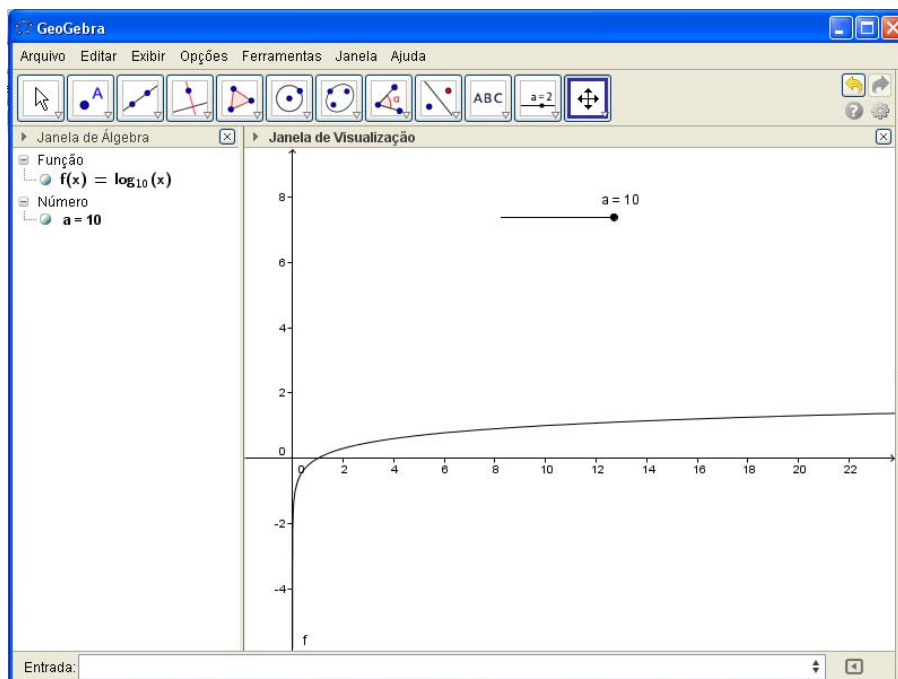 GeoGebra
Arquivo Editar Exibir Opções Ferramentas Janela Ajuda
A
α
ABC
a=2
Janela de Álgebra
Janela de Visualização
Função
f(x) = log₁₀(x)
Número
a = 10
a = 10
8
6
4
2
0
0 2 4 6 8 10 12 14 16 18 20 22
-2
-4
f
Entrada: